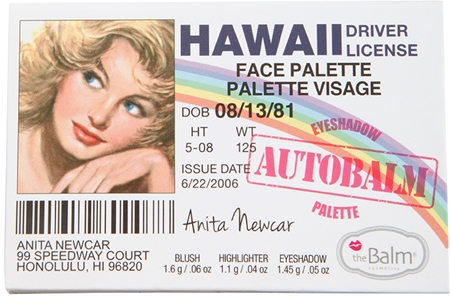 HAWAII DRIVER LICENSE
FACE PALETTE
PALETTE VISAGE
DOB 08/13/81
HT WT
5-08 125
ISSUE DATE
6/22/2006
EYESHADOW
AUTOBALM
PALETTE
Anita Newcar
ANITA NEWCAR
99 SPEEDWAY COURT
HONOLULU, HI 96820
BLUSH HIGHLIGHTER EYESHADOW
1.6 g / .06 oz 1.1 g / .04 oz 1.45 g / .05 oz
theBalm
cosmetics